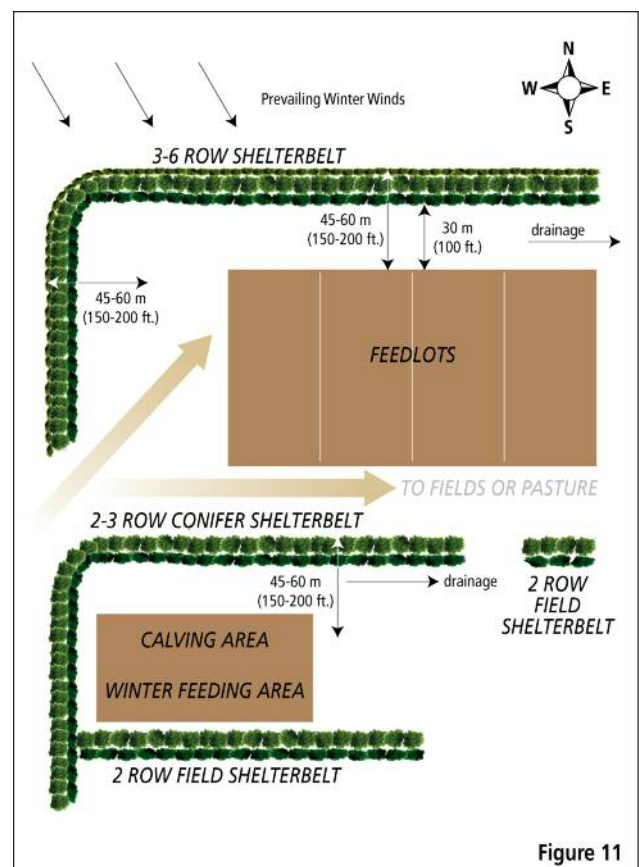 N
Prevailing Winter Winds
W
E
S
3-6 ROW SHELTERBELT
45-60 m
(150-200 ft.)
30 m
(100 ft.)
drainage
45-60 m
(150-200 ft.)
FEEDLOTS
TO FIELDS OR PASTURE
2-3 ROW CONIFER SHELTERBELT
45-60 m
(150-200 ft.)
drainage
2 ROW
FIELD
SHELTERBELT
CALVING AREA
WINTER FEEDING AREA
2 ROW FIELD SHELTERBELT
Figure 11